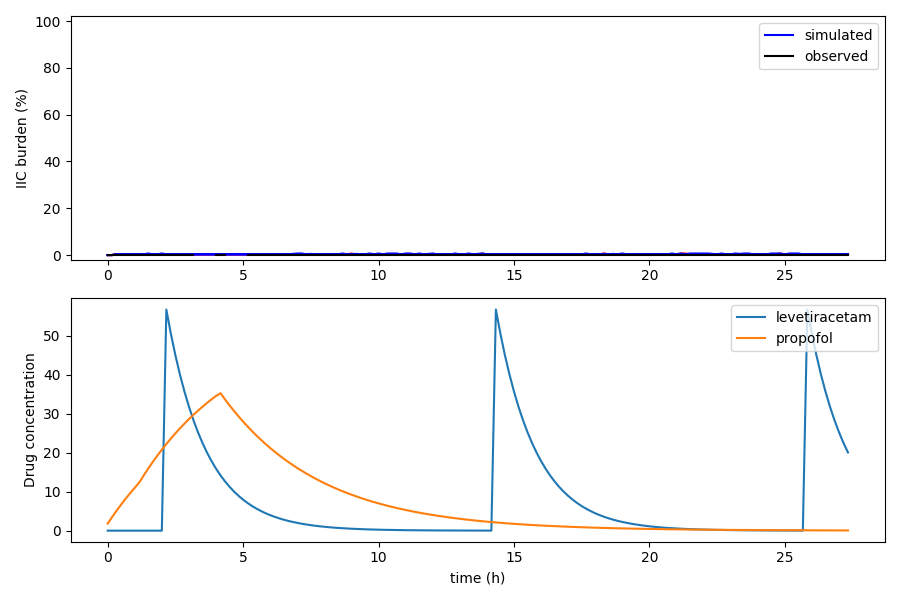 100
80
60
40
20
0
IIC burden (%)
simulated
observed
0 5 10 15 20 25
50
40
30
20
10
0
Drug concentration
levetiracetam
propofol
0 5 10 15 20 25
time (h)